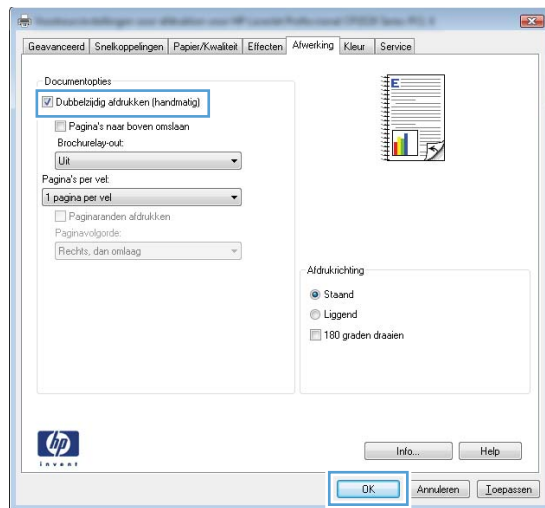 Geavanceerd Snelkoppelingen Papier/Kwaliteit Effecten Afwerking Kleur Service
Documentopties
Dubbelzijdig afdrukken (handmatig)
Pagina's naar boven omslaan
Brochurelay-out:
Uit
Pagina's per vel:
1 pagina per vel
Paginaranden afdrukken
Paginavolgorde:
Rechts, dan omlaag
E
Afdrukrichting
Staand
Liggend
180 graden draaien
hp
invent
Info... Help
OK Annuleren Toepassen